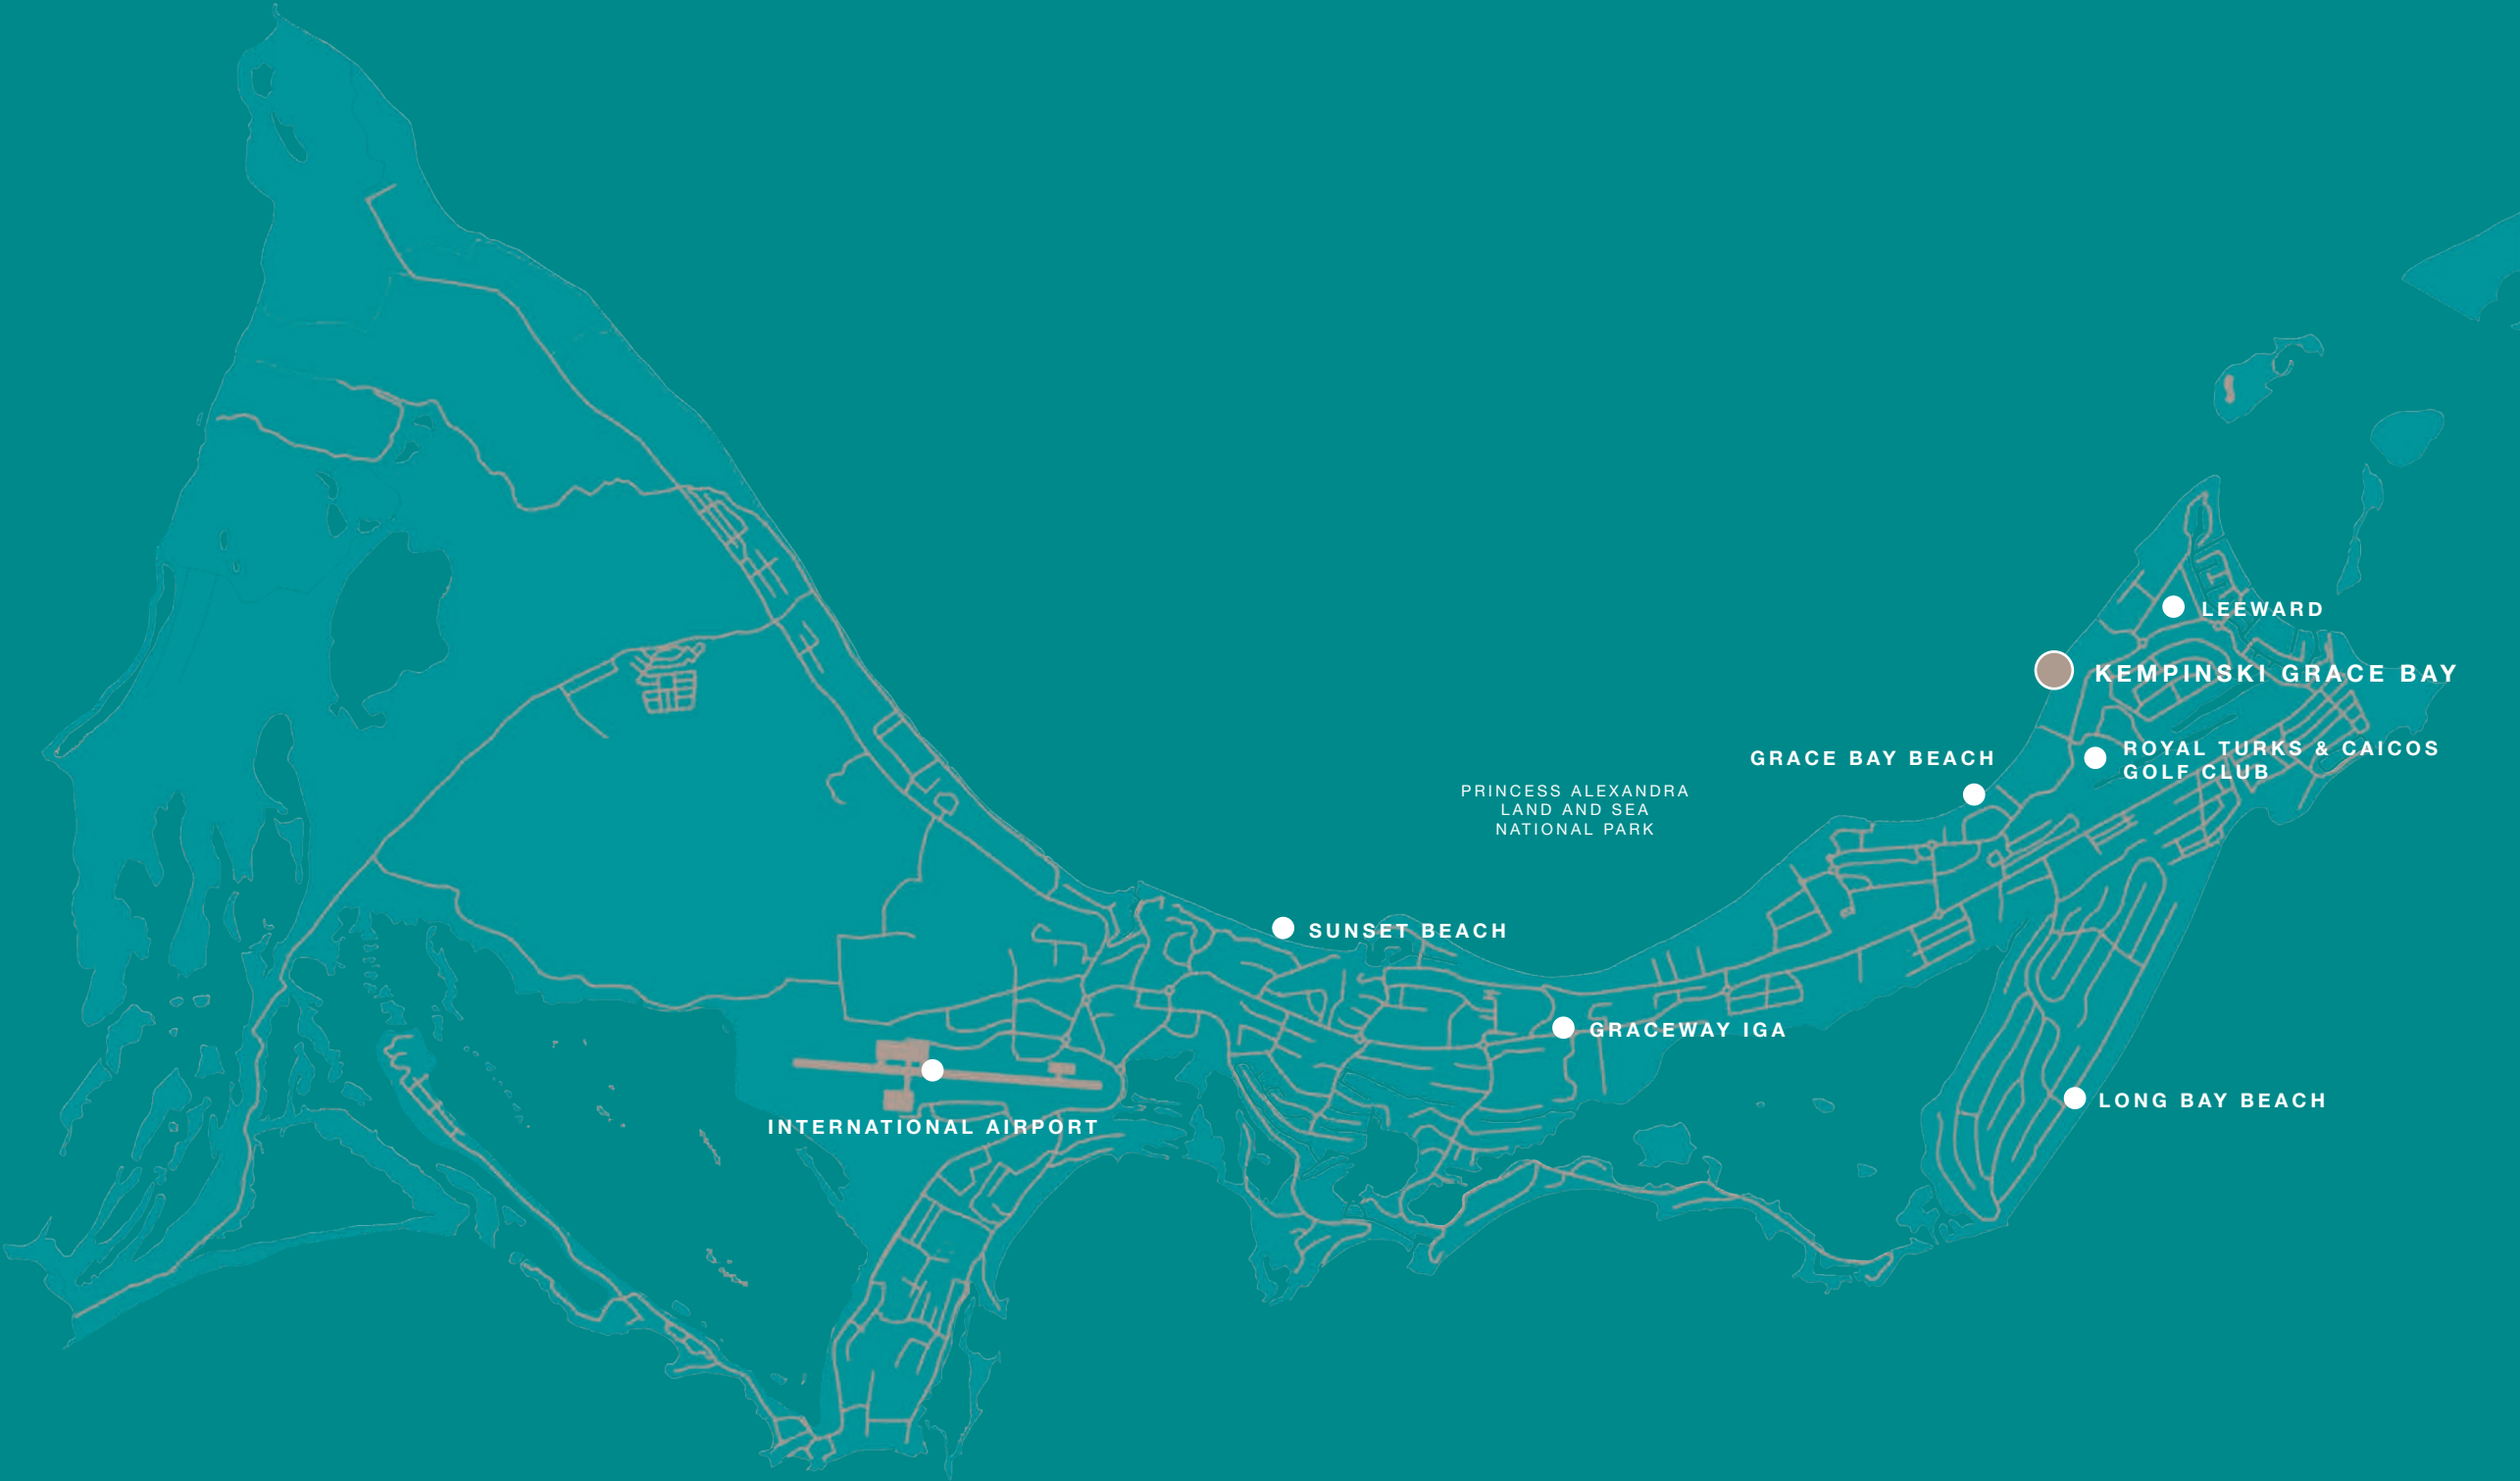 LEEWARD
KEMPINSKI GRACE BAY
ROYAL TURKS & CAICOS
GOLF CLUB
GRACE BAY BEACH
PRINCESS ALEXANDRA
LAND AND SEA
NATIONAL PARK
SUNSET BEACH
GRACEWAY IGA
LONG BAY BEACH
INTERNATIONAL AIRPORT